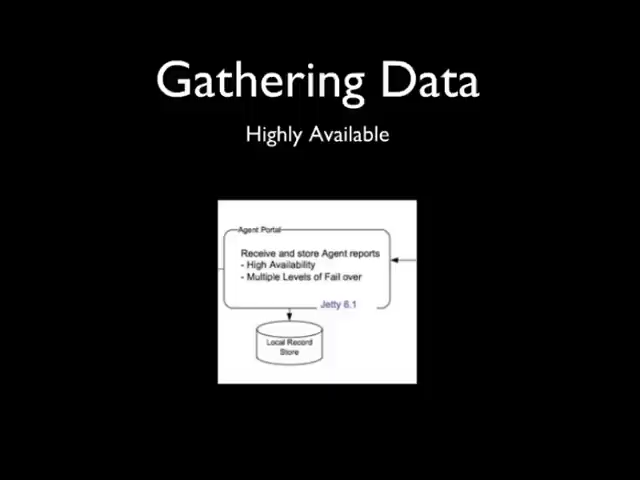 Gathering Data
Highly Available
Agent Portal
Receive and store Agent reports
- High Availability
- Multiple Levels of Fail over
Jetty 6.1
Local Record
Store